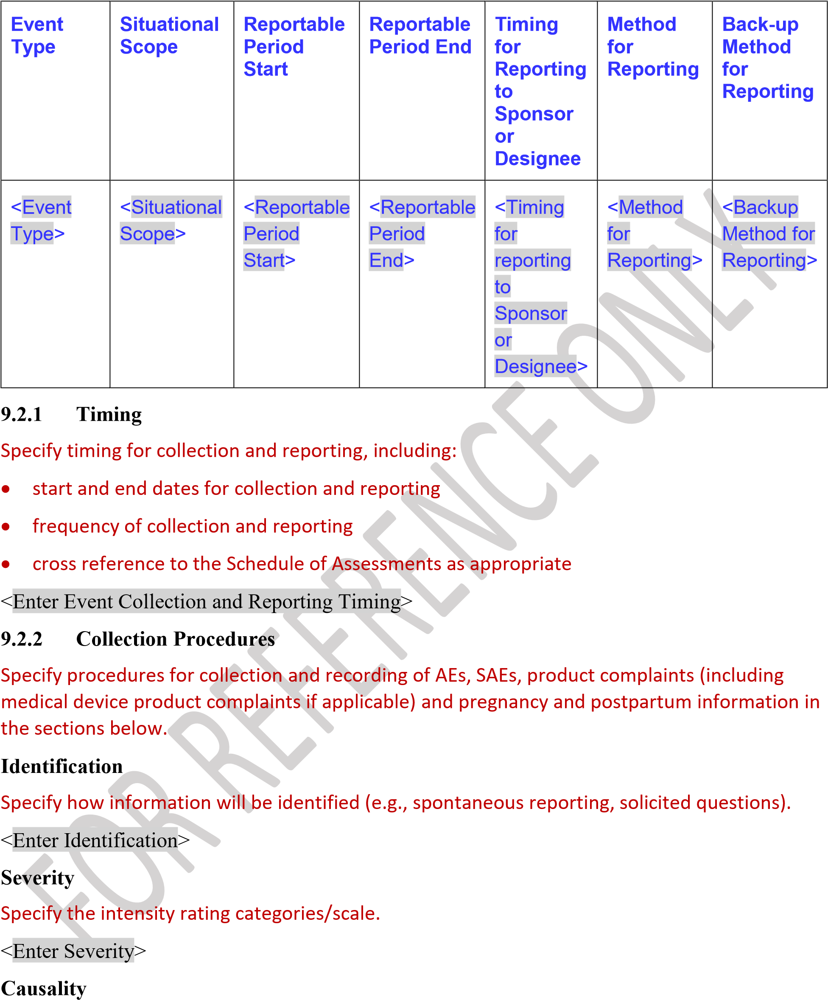 Event Type
Situational Scope
Reportable Period Start
Reportable Period End
Timing for Reporting to Sponsor or Designee
Method for Reporting
Back-up Method for Reporting
<Event Type>
<Situational Scope>
<Reportable Period Start>
<Reportable Period End>
<Timing for reporting to Sponsor or Designee>
<Method for Reporting>
<Backup Method for Reporting>
9.2.1 Timing
Specify timing for collection and reporting, including:
• start and end dates for collection and reporting
• frequency of collection and reporting
• cross reference to the Schedule of Assessments as appropriate
<Enter Event Collection and Reporting Timing>
9.2.2 Collection Procedures
Specify procedures for collection and recording of AEs, SAEs, product complaints (including
medical device product complaints if applicable) and pregnancy and postpartum information in
the sections below.
Identification
Specify how information will be identified (e.g., spontaneous reporting, solicited questions).
<Enter Identification>
Severity
Specify the intensity rating categories/scale.
<Enter Severity>
Causality
FOR REFERENCE ONLY